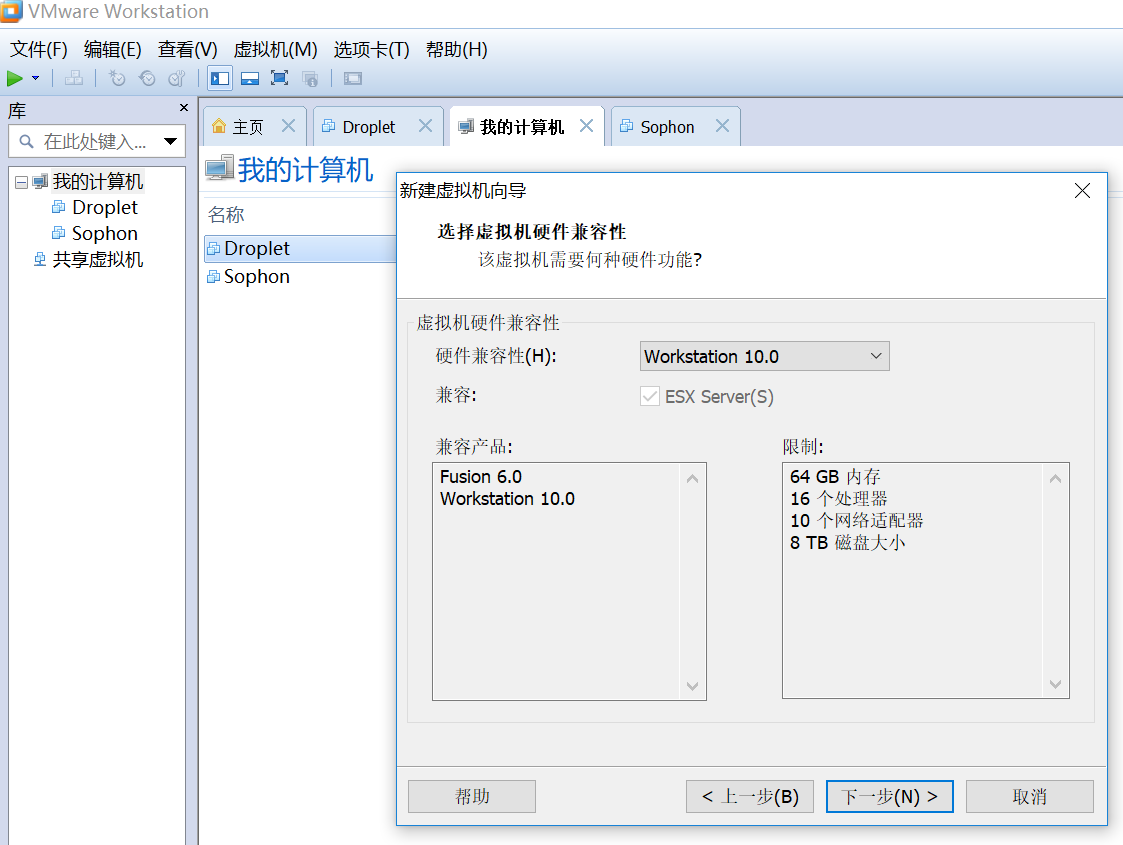 VMware Workstation
文件(F) 编辑(E) 查看(V) 虚拟机(M) 选项卡(T) 帮助(H)
库
在此处键入...
我的计算机
Droplet
Sophon
共享虚拟机
主页 Droplet 我的计算机 Sophon
我的计算机
名称
Droplet
Sophon
新建虚拟机向导
选择虚拟机硬件兼容性
该虚拟机需要何种硬件功能?
虚拟机硬件兼容性
硬件兼容性(H): Workstation 10.0
兼容: ESX Server(S)
兼容产品:
Fusion 6.0
Workstation 10.0
限制:
64 GB 内存
16 个处理器
10 个网络适配器
8 TB 磁盘大小
帮助 < 上一步(B) 下一步(N) > 取消